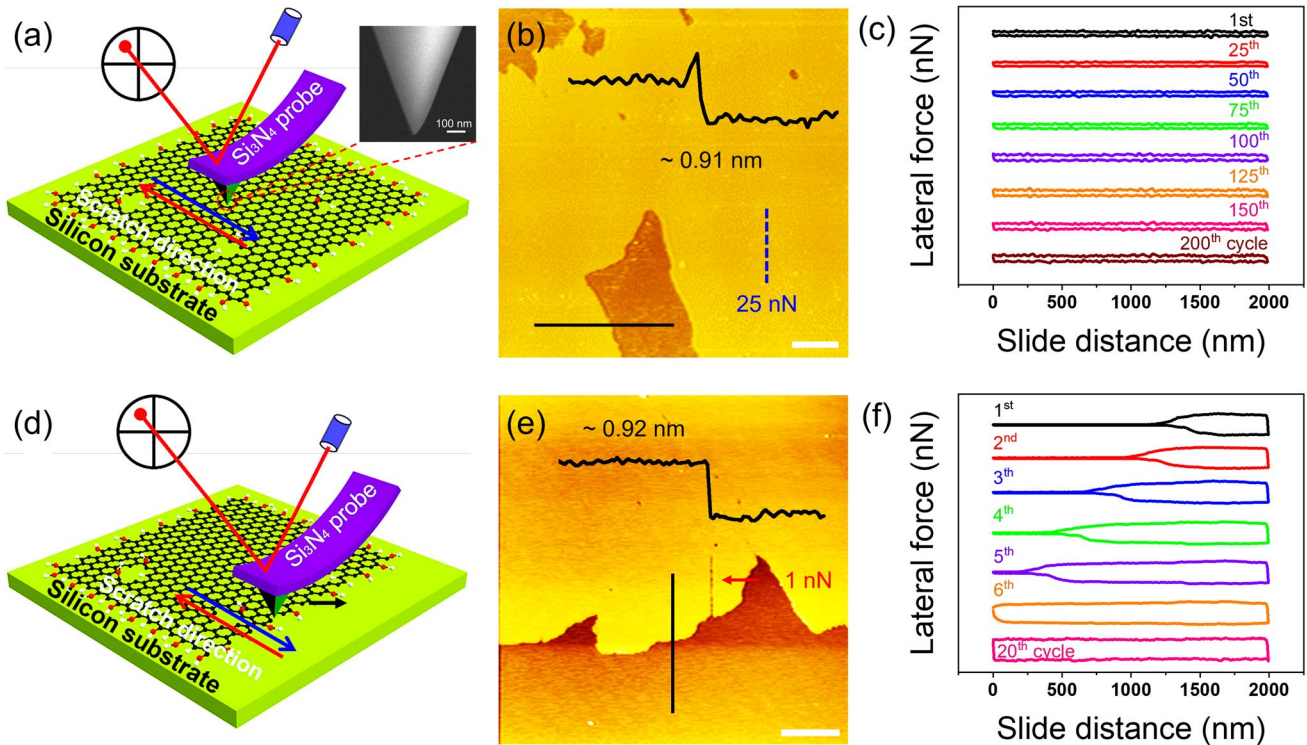 (a)
100 nm
Si₃N₄ probe
Scratch direction
Silicon substrate
(b)
~ 0.91 nm
25 nN
(c)
Lateral force (nN)
1st
25th
50th
75th
100th
125th
150th
200th cycle
0 500 1000 1500 2000
Slide distance (nm)
(d)
Si₃N₄ probe
Scratch direction
Silicon substrate
(e)
~ 0.92 nm
1 nN
(f)
Lateral force (nN)
1st
2nd
3th
4th
5th
6th
20th cycle
0 500 1000 1500 2000
Slide distance (nm)